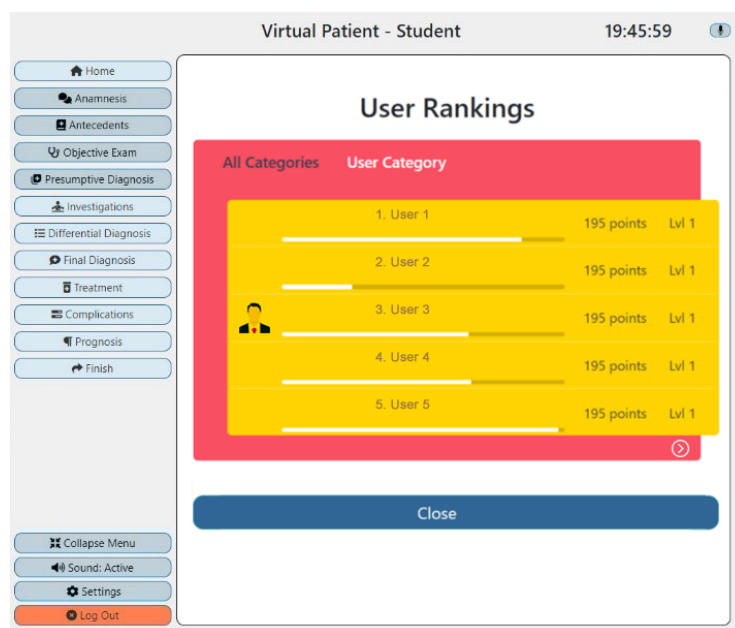 Virtual Patient - Student
19:45:59
Home
Anamnesis
Antecedents
Objective Exam
Presumptive Diagnosis
Investigations
Differential Diagnosis
Final Diagnosis
Treatment
Complications
Prognosis
Finish
Collapse Menu
Sound: Active
Settings
Log Out
User Rankings
All Categories User Category
1. User 1 195 points Lvl 1
2. User 2 195 points Lvl 1
3. User 3 195 points Lvl 1
4. User 4 195 points Lvl 1
5. User 5 195 points Lvl 1
Close